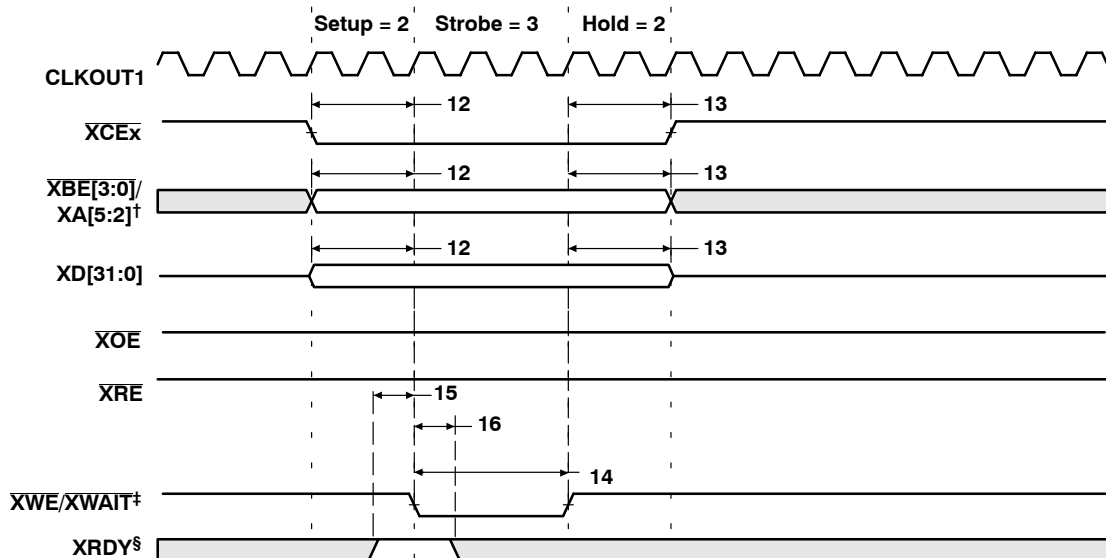 Setup = 2 Strobe = 3 Hold = 2
CLKOUT1
12 13
XCEx
12 13
XBE[3:0]/
XA[5:2]†
12 13
XD[31:0]
XOE
XRE
15
16
14
XWE/XWAIT‡
XRDY§